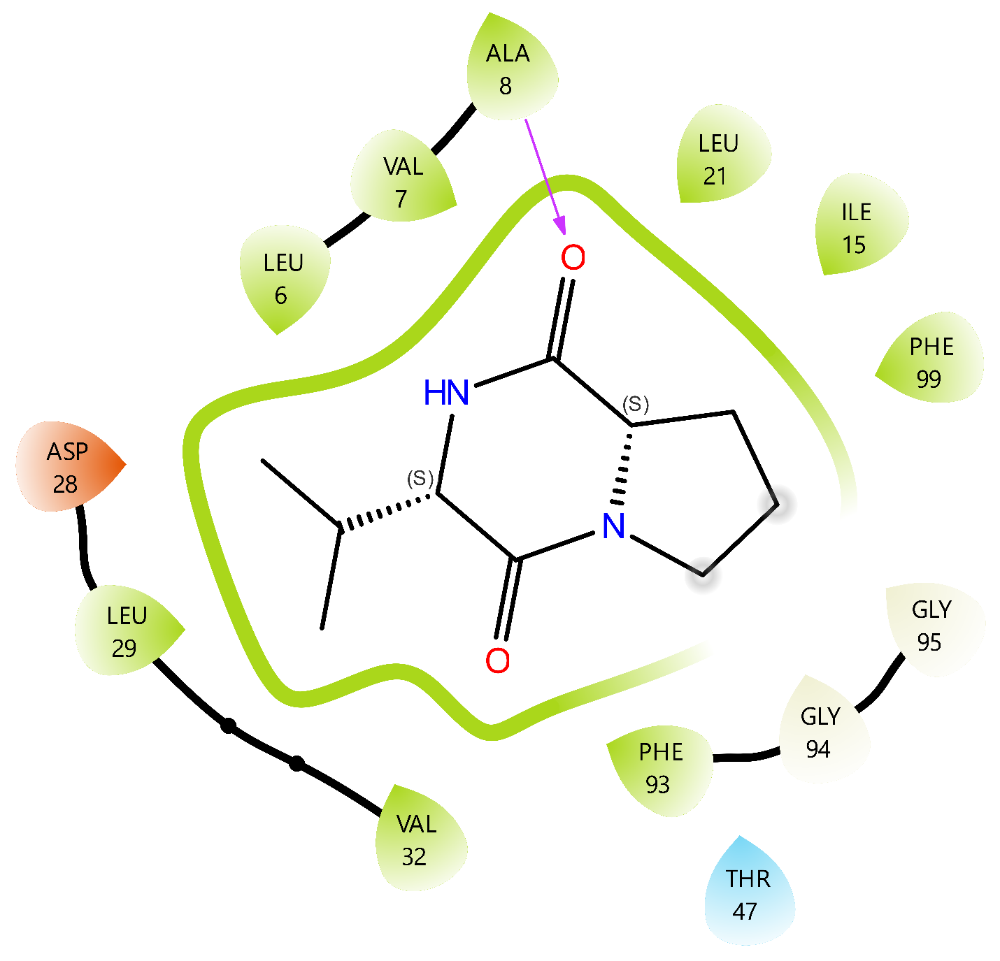 ALA
8
LEU
21
VAL
7
ILE
15
LEU
6
O
PHE
99
HN
(S)
ASP
28
(S)
N
LEU
29
GLY
95
O
GLY
94
PHE
93
VAL
32
THR
47